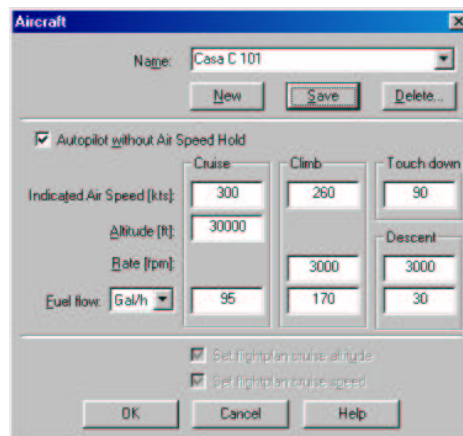 Aircraft
Name: Casa C 101
New Save Delete...
Autopilot without Air Speed Hold
Cruise Climb Touch down
Indicated Air Speed [kts]: 300 260 90
Altitude [ft]: 30000
Descent
Rate [fpm]: 3000 3000
Fuel flow: Gal/h 95 170 30
Set flightplan cruise altitude
Set flightplan cruise speed
OK Cancel Help